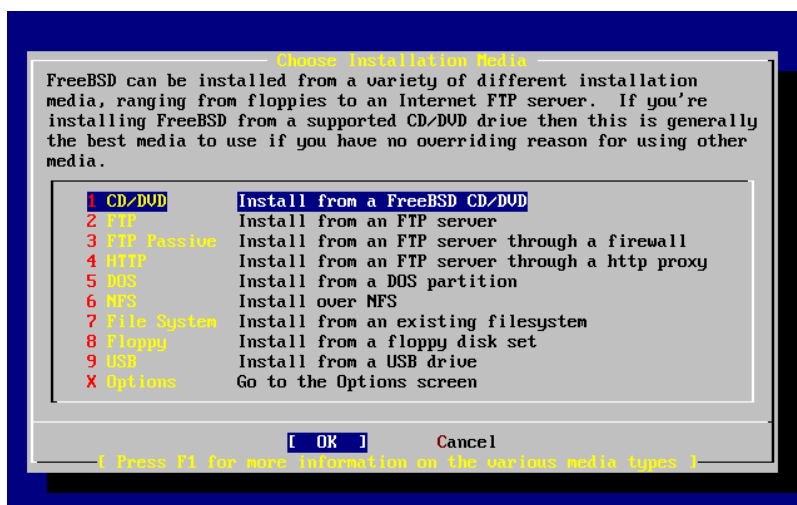 Choose Installation Media
FreeBSD can be installed from a variety of different installation
media, ranging from floppies to an Internet FTP server.  If you're
installing FreeBSD from a supported CD/DVD drive then this is generally
the best media to use if you have no overriding reason for using other
media.
1 CD/DVD Install from a FreeBSD CD/DVD
2 FTP Install from an FTP server
3 FTP Passive Install from an FTP server through a firewall
4 HTTP Install from an FTP server through a http proxy
5 DOS Install from a DOS partition
6 NFS Install over NFS
7 File System Install from an existing filesystem
8 Floppy Install from a floppy disk set
9 USB Install from a USB drive
X Options Go to the Options screen
[ OK ] Cancel
[ Press F1 for more information on the various media types ]